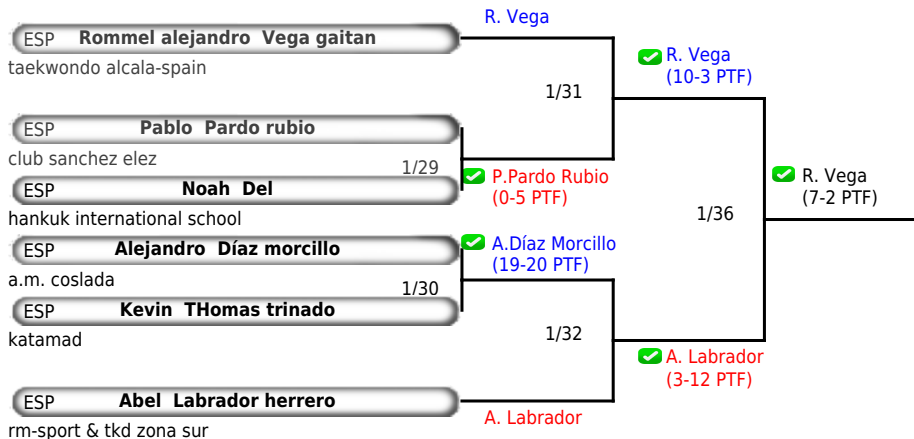 R. Vega
ESP Rommel alejandro Vega gaitan
taekwondo alcala-spain
R. Vega
(10-3 PTF)
1/31
ESP Pablo Pardo rubio
club sanchez elez
1/29
P.Pardo Rubio
(0-5 PTF)
ESP Noah Del
hankuk international school
R. Vega
(7-2 PTF)
1/36
ESP Alejandro Díaz morcillo
a.m. coslada
A.Díaz Morcillo
(19-20 PTF)
1/30
ESP Kevin THomas trinado
katamad
1/32
A. Labrador
(3-12 PTF)
ESP Abel Labrador herrero
rm-sport & tkd zona sur
A. Labrador